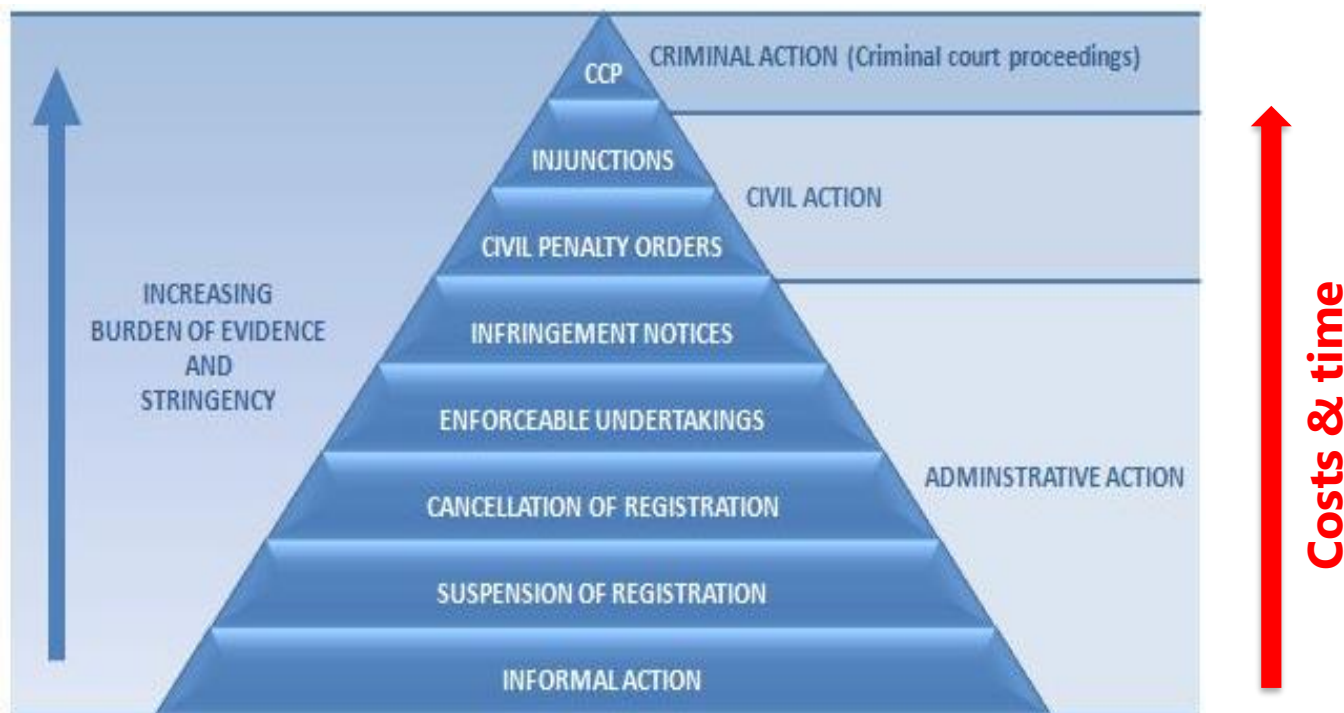 CRIMINAL ACTION (Criminal court proceedings)
CCP
INJUNCTIONS
CIVIL ACTION
CIVIL PENALTY ORDERS
INCREASING
BURDEN OF EVIDENCE
AND
STRINGENCY
INFRINGEMENT NOTICES
ENFORCEABLE UNDERTAKINGS
ADMINSTRATIVE ACTION
CANCELLATION OF REGISTRATION
SUSPENSION OF REGISTRATION
INFORMAL ACTION
Costs & time